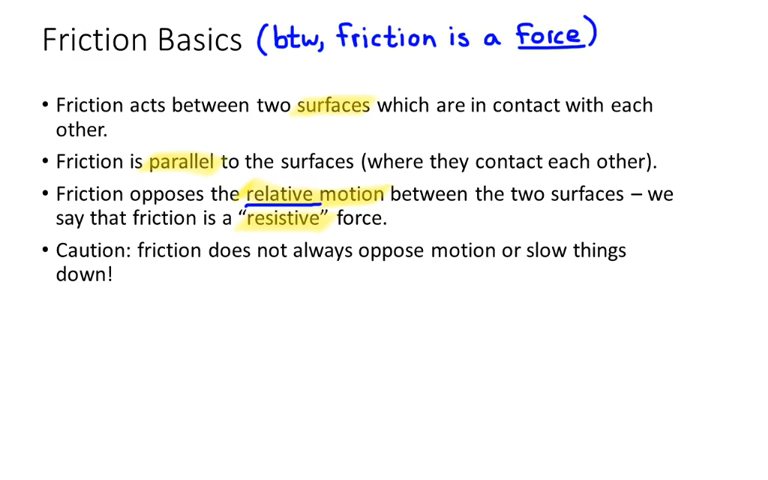 Friction Basics (btw, friction is a force)
• Friction acts between two surfaces which are in contact with each
other.
• Friction is parallel to the surfaces (where they contact each other).
• Friction opposes the relative motion between the two surfaces – we
say that friction is a “resistive” force.
• Caution: friction does not always oppose motion or slow things
down!